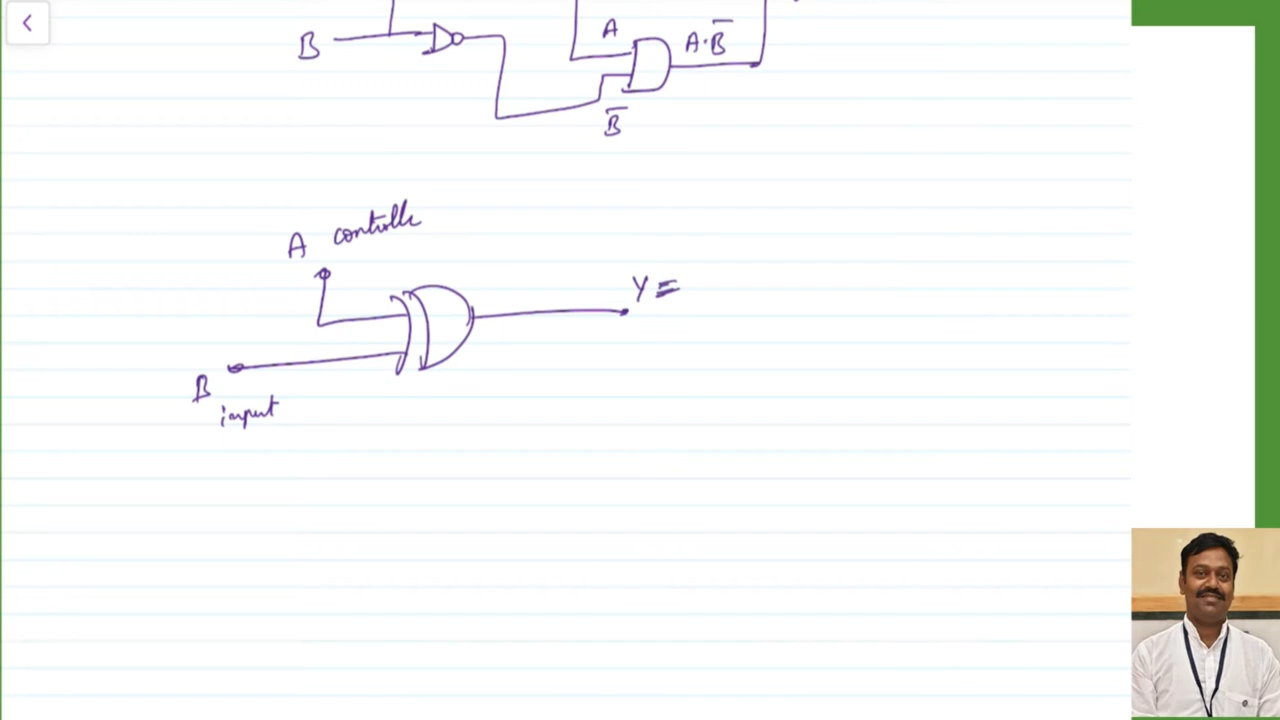 A
A·B̅
B
B̅
A controlle
Y =
B
input